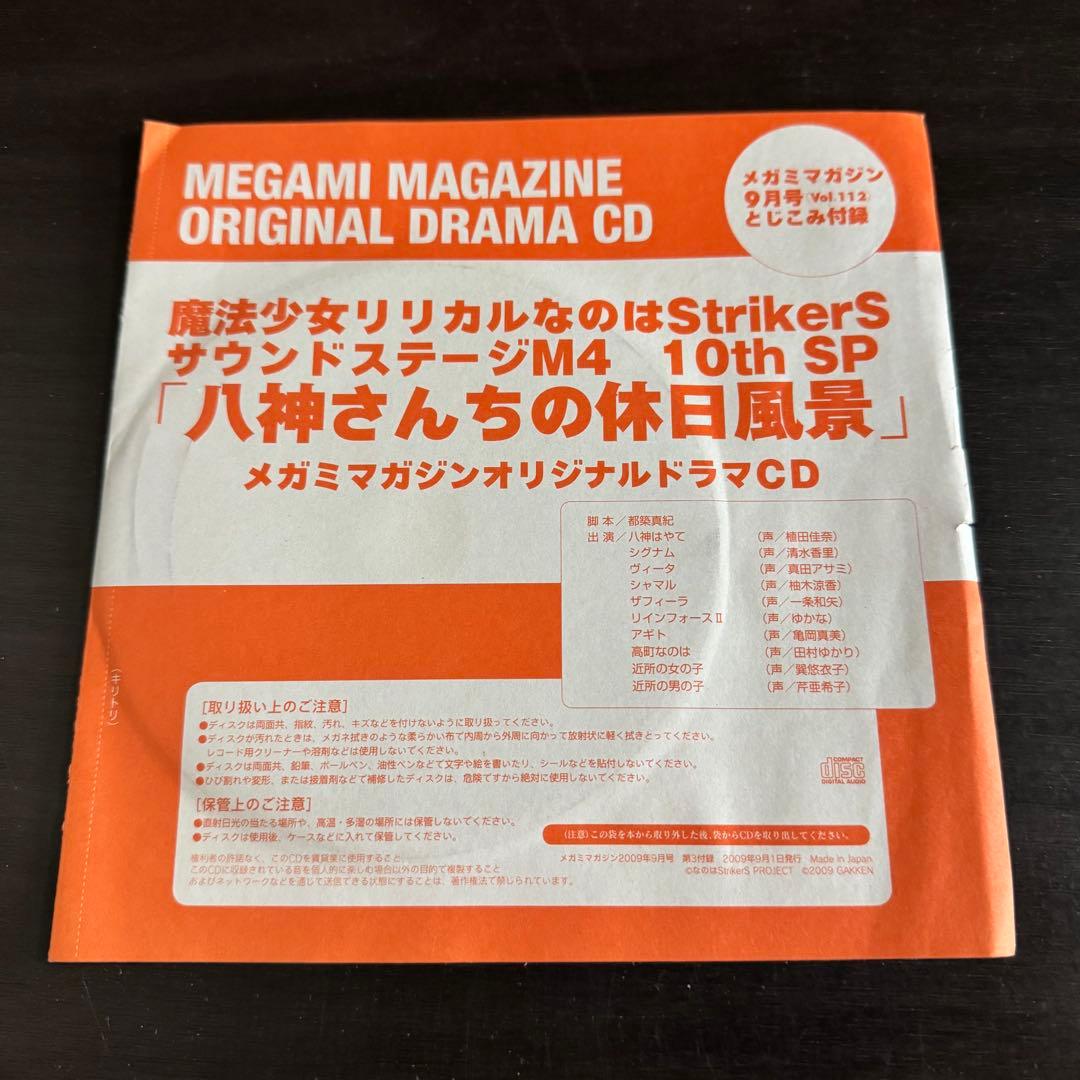 MEGAMI MAGAZINE
ORIGINAL DRAMA CD
メガミマガジン
9月号(Vol.112)
とじこみ付録
魔法少女リリカルなのはStrikerS
サウンドステージM4 10th SP
「八神さんちの休日風景」
メガミマガジンオリジナルドラマCD
脚本/都築真紀
出演/八神はやて (声/植田佳奈)
シグナム (声/清水香里)
ヴィータ (声/真田アサミ)
シャマル (声/柚木涼香)
ザフィーラ (声/一条和矢)
リインフォースⅡ (声/ゆかな)
アギト (声/亀岡真美)
高町なのは (声/田村ゆかり)
近所の女の子 (声/巽悠衣子)
近所の男の子 (声/芹亜希子)
(キリトリ)
[取り扱い上のご注意]
●ディスクは両面共、指紋、汚れ、キズなどを付けないように取り扱ってください。
●ディスクが汚れたときは、メガネ拭きのような柔らかい布で内周から外周に向かって放射状に軽く拭きとってください。
レコード用クリーナーや溶剤などは使用しないでください。
●ディスクは両面共、鉛筆、ボールペン、油性ペンなどで文字や絵を書いたり、シールなどを貼付しないでください。
●ひび割れや変形、または接着剤などで補修したディスクは、危険ですから絶対に使用しないでください。
[保管上のご注意]
●直射日光の当たる場所や、高温・多湿の場所には保管しないでください。
●ディスクは使用後、ケースなどに入れて保管してください。
権利者の許諾なく、このCDを賃貸業に使用すること、
このCDに収録されている音を個人的に楽しむ場合以外の目的で複製すること
およびネットワークなどを通じて送信できる状態にすることは、著作権法で禁じられています。
COMPACT
disc
DIGITAL AUDIO
(注意)この袋を本から取り外した後、袋からCDを取り出してください。
メガミマガジン2009年9月号 第3付録 2009年9月1日発行 Made in Japan
©なのはStrikerS PROJECT ©2009 GAKKEN